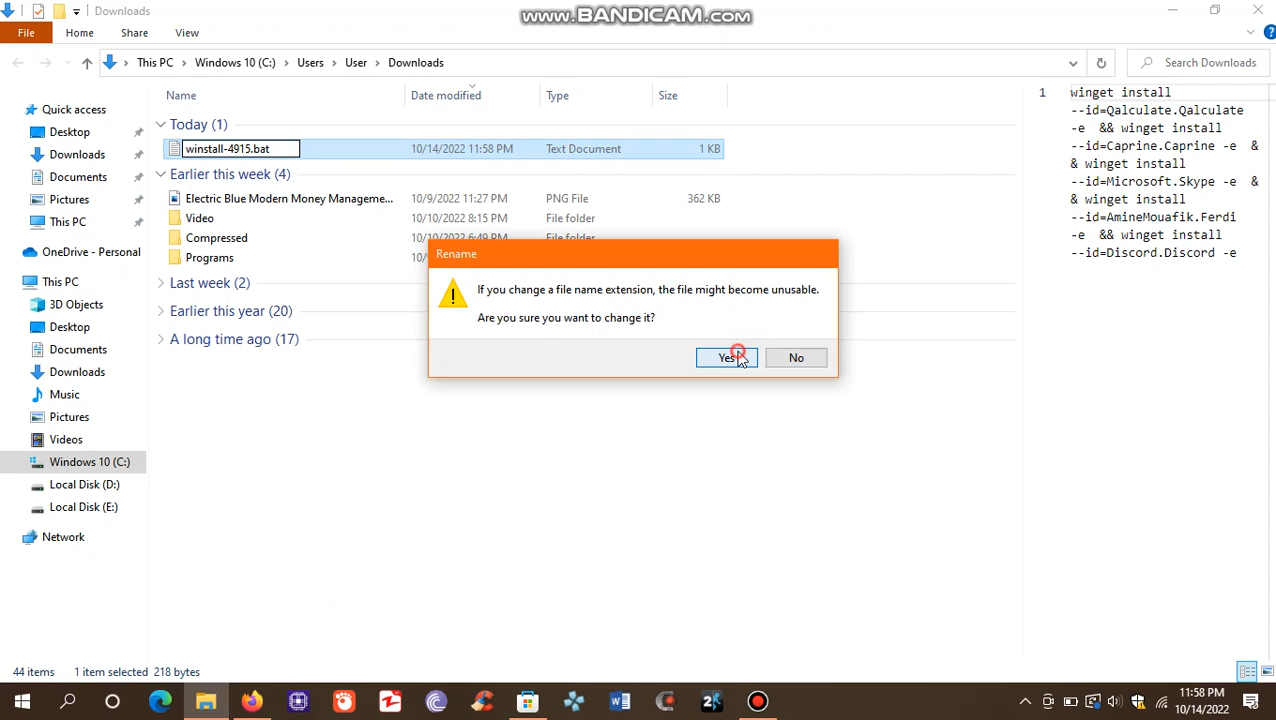 Downloads
www.BANDICAM.com
File Home Share View
This PC > Windows 10 (C:) > Users > User > Downloads
Search Downloads
Name Date modified Type Size
Quick access
Desktop
Downloads
Documents
Pictures
This PC
OneDrive - Personal
This PC
3D Objects
Desktop
Documents
Downloads
Music
Pictures
Videos
Windows 10 (C:)
Local Disk (D:)
Local Disk (E:)
Network
Today (1)
winstall-4915.bat 10/14/2022 11:58 PM Text Document 1 KB
Earlier this week (4)
Electric Blue Modern Money Manageme... 10/9/2022 11:27 PM PNG File 362 KB
Video 10/10/2022 8:15 PM File folder
Compressed 10/10/2022 6:49 PM File folder
Programs
Last week (2)
Earlier this year (20)
A long time ago (17)
Rename
If you change a file name extension, the file might become unusable.
Are you sure you want to change it?
Yes No
1 winget install
--id=Qalculate.Qalculate
-e && winget install
--id=Caprine.Caprine -e &
& winget install
--id=Microsoft.Skype -e &
& winget install
--id=AmineMouafik.Ferdi
-e && winget install
--id=Discord.Discord -e
44 items 1 item selected 218 bytes
11:58 PM
10/14/2022